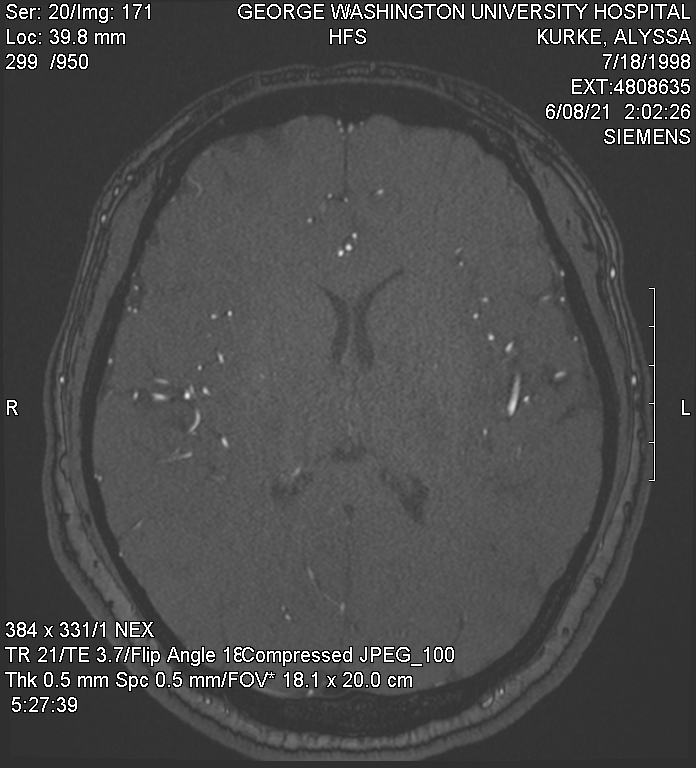 Ser: 20/Img: 171
Loc: 39.8 mm
299 /950
HFS
GEORGE WASHINGTON UNIVERSITY HOSPITAL
KURKE, ALYSSA
7/18/1998
EXT:4808635
6/08/21 2:02:26
SIEMENS
R
L
384 x 331/1 NEX
TR 21/TE 3.7/Flip Angle 18Compressed JPEG_100
Thk 0.5 mm Spc 0.5 mm/FOV* 18.1 x 20.0 cm
5:27:39